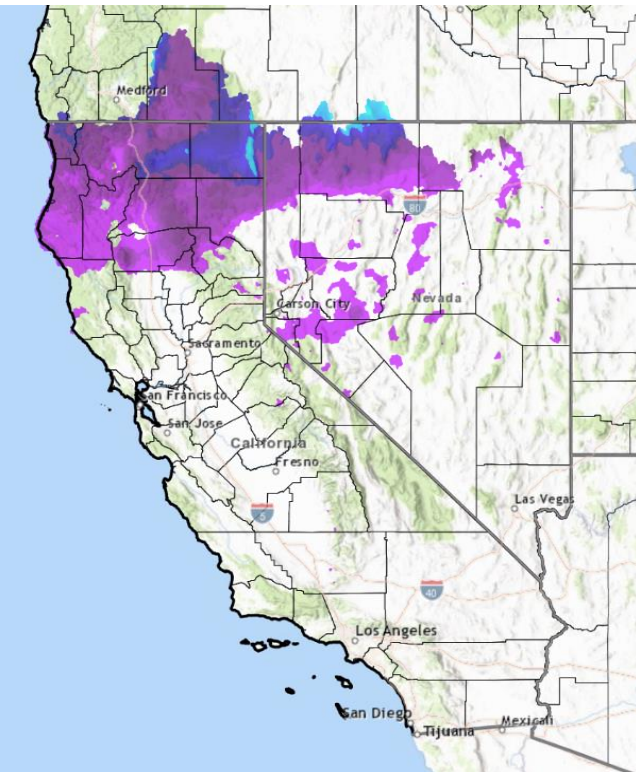 Medford
80
Carson City
Nevada
Sacramento
San Francisco
San Jose
California
Fresno
Las Vegas
5
40
Los Angeles
San Diego
Tijuana
Mexicali